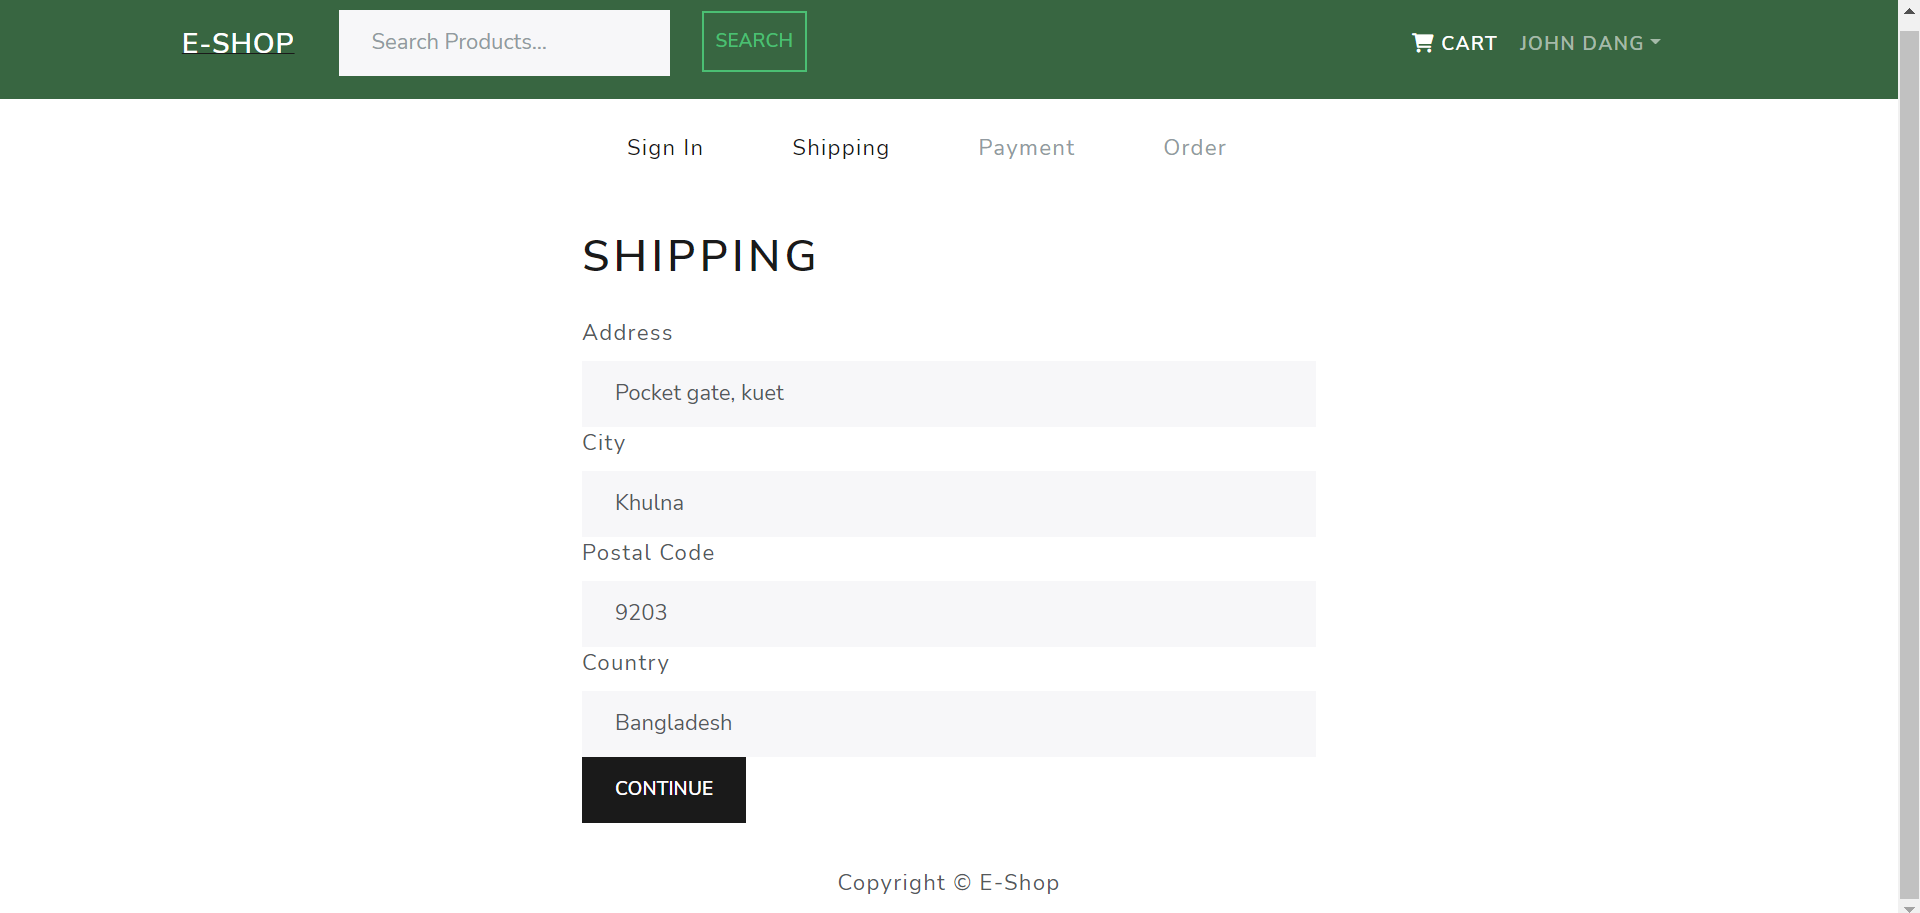 E-SHOP Search Products... SEARCH CART JOHN DANG
Sign In Shipping Payment Order
SHIPPING
Address
Pocket gate, kuet
City
Khulna
Postal Code
9203
Country
Bangladesh
CONTINUE
Copyright © E-Shop